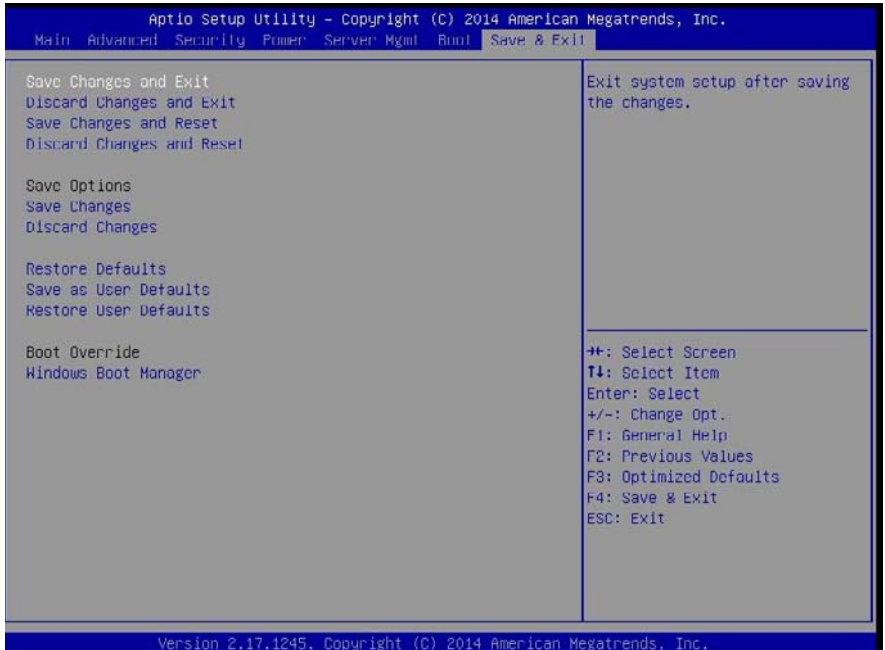 Aptio Setup Utility – Copyright (C) 2014 American Megatrends, Inc.
Main Advanced Security Power Server Mgmt Boot Save & Exit
Save Changes and Exit
Discard Changes and Exit
Save Changes and Reset
Discard Changes and Reset
Save Options
Save Changes
Discard Changes
Restore Defaults
Save as User Defaults
Restore User Defaults
Boot Override
Windows Boot Manager
Exit system setup after saving
the changes.
→←: Select Screen
↑↓: Select Item
Enter: Select
+/-: Change Opt.
F1: General Help
F2: Previous Values
F3: Optimized Defaults
F4: Save & Exit
ESC: Exit
Version 2.17.1245. Copyright (C) 2014 American Megatrends, Inc.